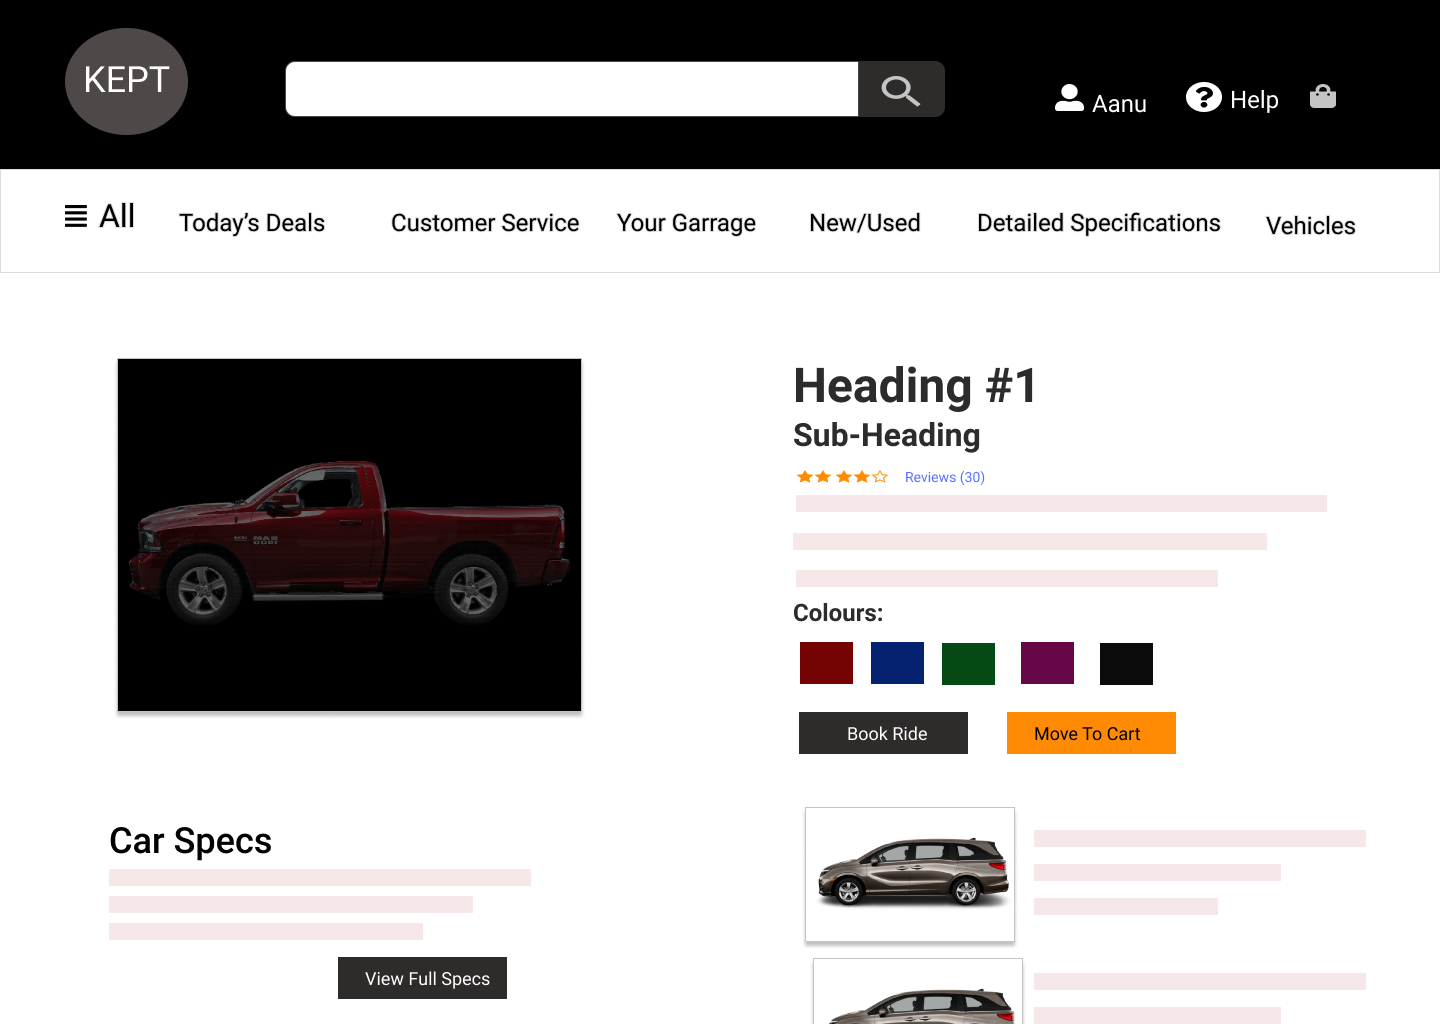 KEPT
Aanu
Help
All
Today’s Deals
Customer Service
Your Garrage
New/Used
Detailed Specifications
Vehicles
Heading #1
Sub-Heading
Reviews (30)
Colours:
Book Ride
Move To Cart
Car Specs
View Full Specs